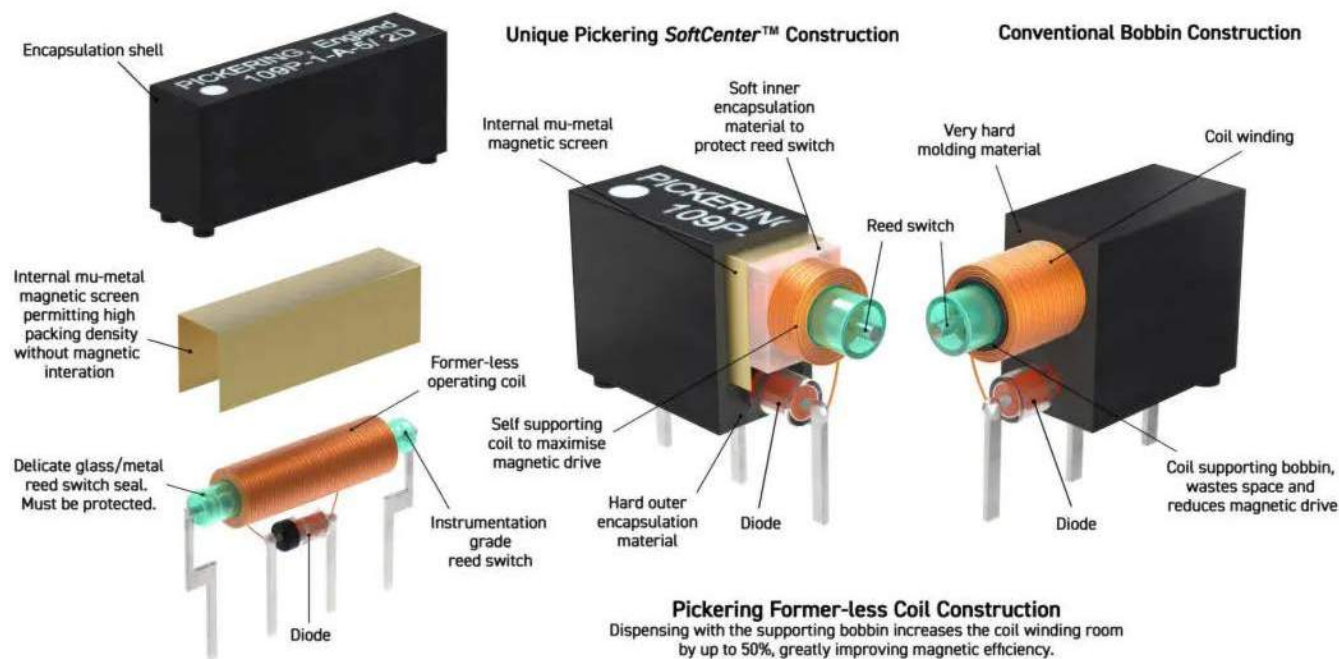 Encapsulation shell
PICKERING, England
109P-1-A-5/ 2D
Internal mu-metal
magnetic screen
permitting high
packing density
without magnetic
interation
Former-less
operating coil
Delicate glass/metal
reed switch seal.
Must be protected.
Instrumentation
grade
reed switch
Diode
Unique Pickering SoftCenter™ Construction
Internal mu-metal
magnetic screen
Soft inner
encapsulation
material to
protect reed switch
PICKERING
109P-
Reed switch
Self supporting
coil to maximise
magnetic drive
Hard outer
encapsulation
material
Diode
Conventional Bobbin Construction
Very hard
molding material
Coil winding
Coil supporting bobbin,
wastes space and
reduces magnetic drive
Diode
Pickering Former-less Coil Construction
Dispensing with the supporting bobbin increases the coil winding room
by up to 50%, greatly improving magnetic efficiency.